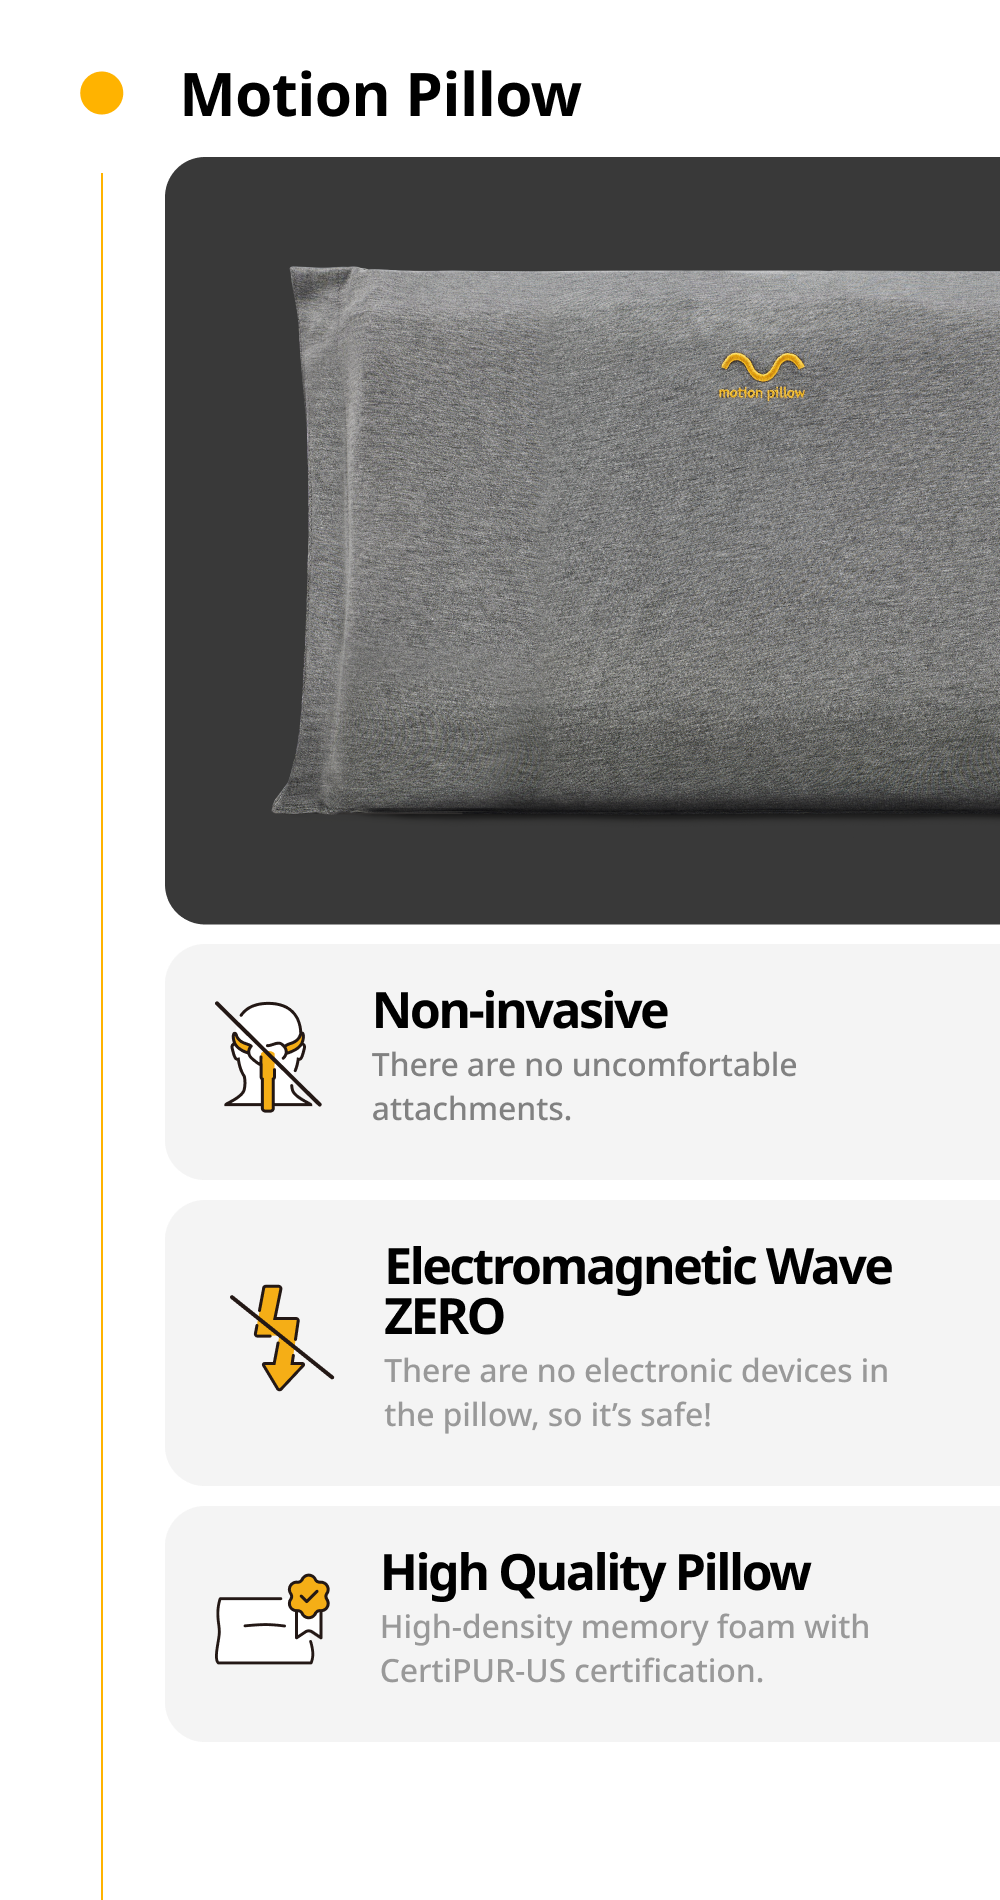 Motion Pillow
motion pillow
Non-invasive
There are no uncomfortable
attachments.
Electromagnetic Wave
ZERO
There are no electronic devices in
the pillow, so it’s safe!
High Quality Pillow
High-density memory foam with
CertiPUR-US certification.